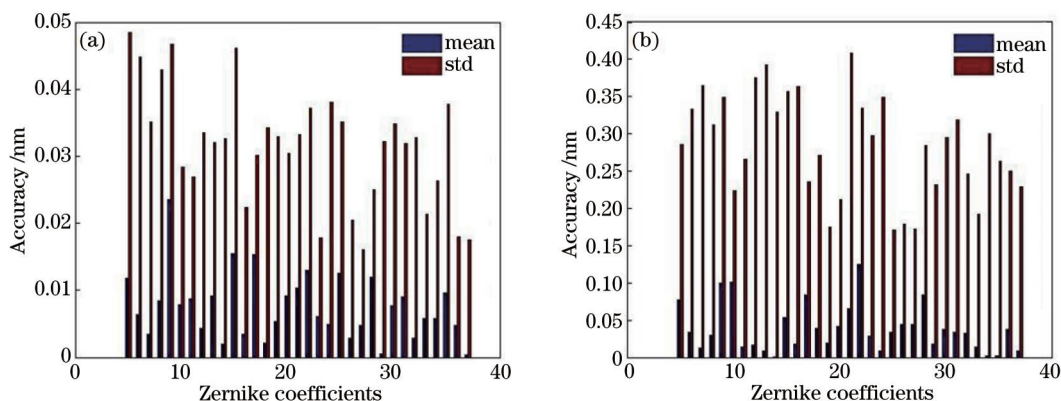 (a)
mean
std
Accuracy /nm
0.05
0.04
0.03
0.02
0.01
0
0 10 20 30 40
Zernike coefficients
(b)
mean
std
Accuracy /nm
0.45
0.40
0.35
0.30
0.25
0.20
0.15
0.10
0.05
0
0 10 20 30 40
Zernike coefficients